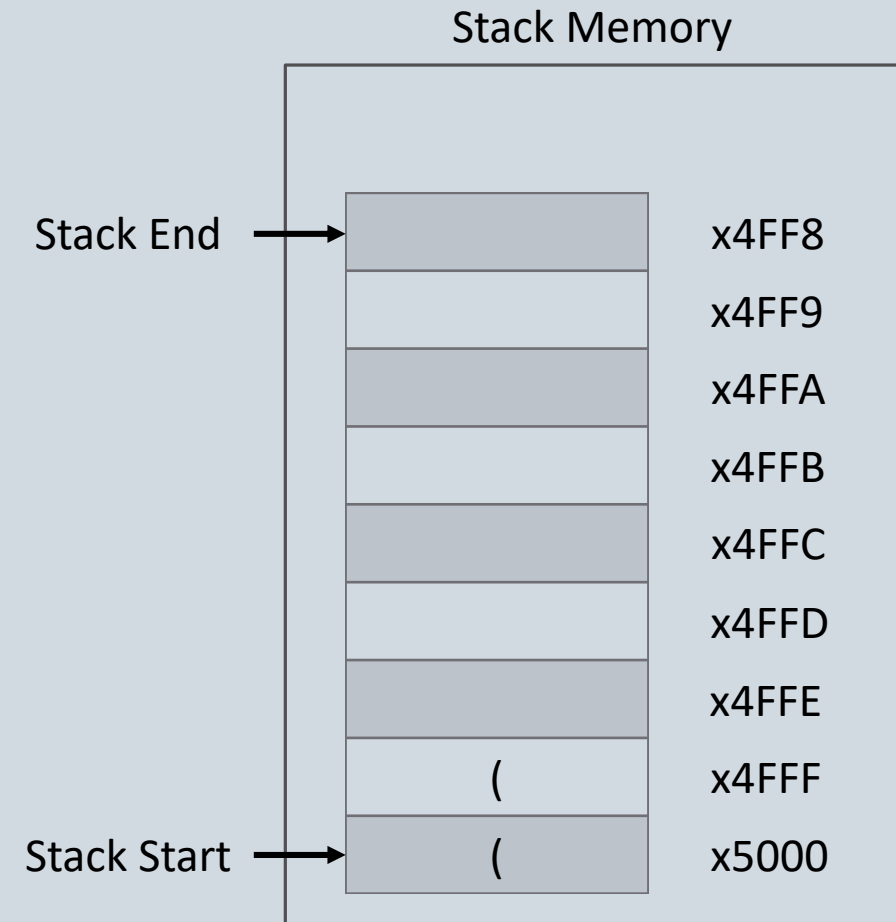 Stack Memory
Stack End x4FF8
x4FF9
x4FFA
x4FFB
x4FFC
x4FFD
x4FFE
( x4FFF
Stack Start ( x5000